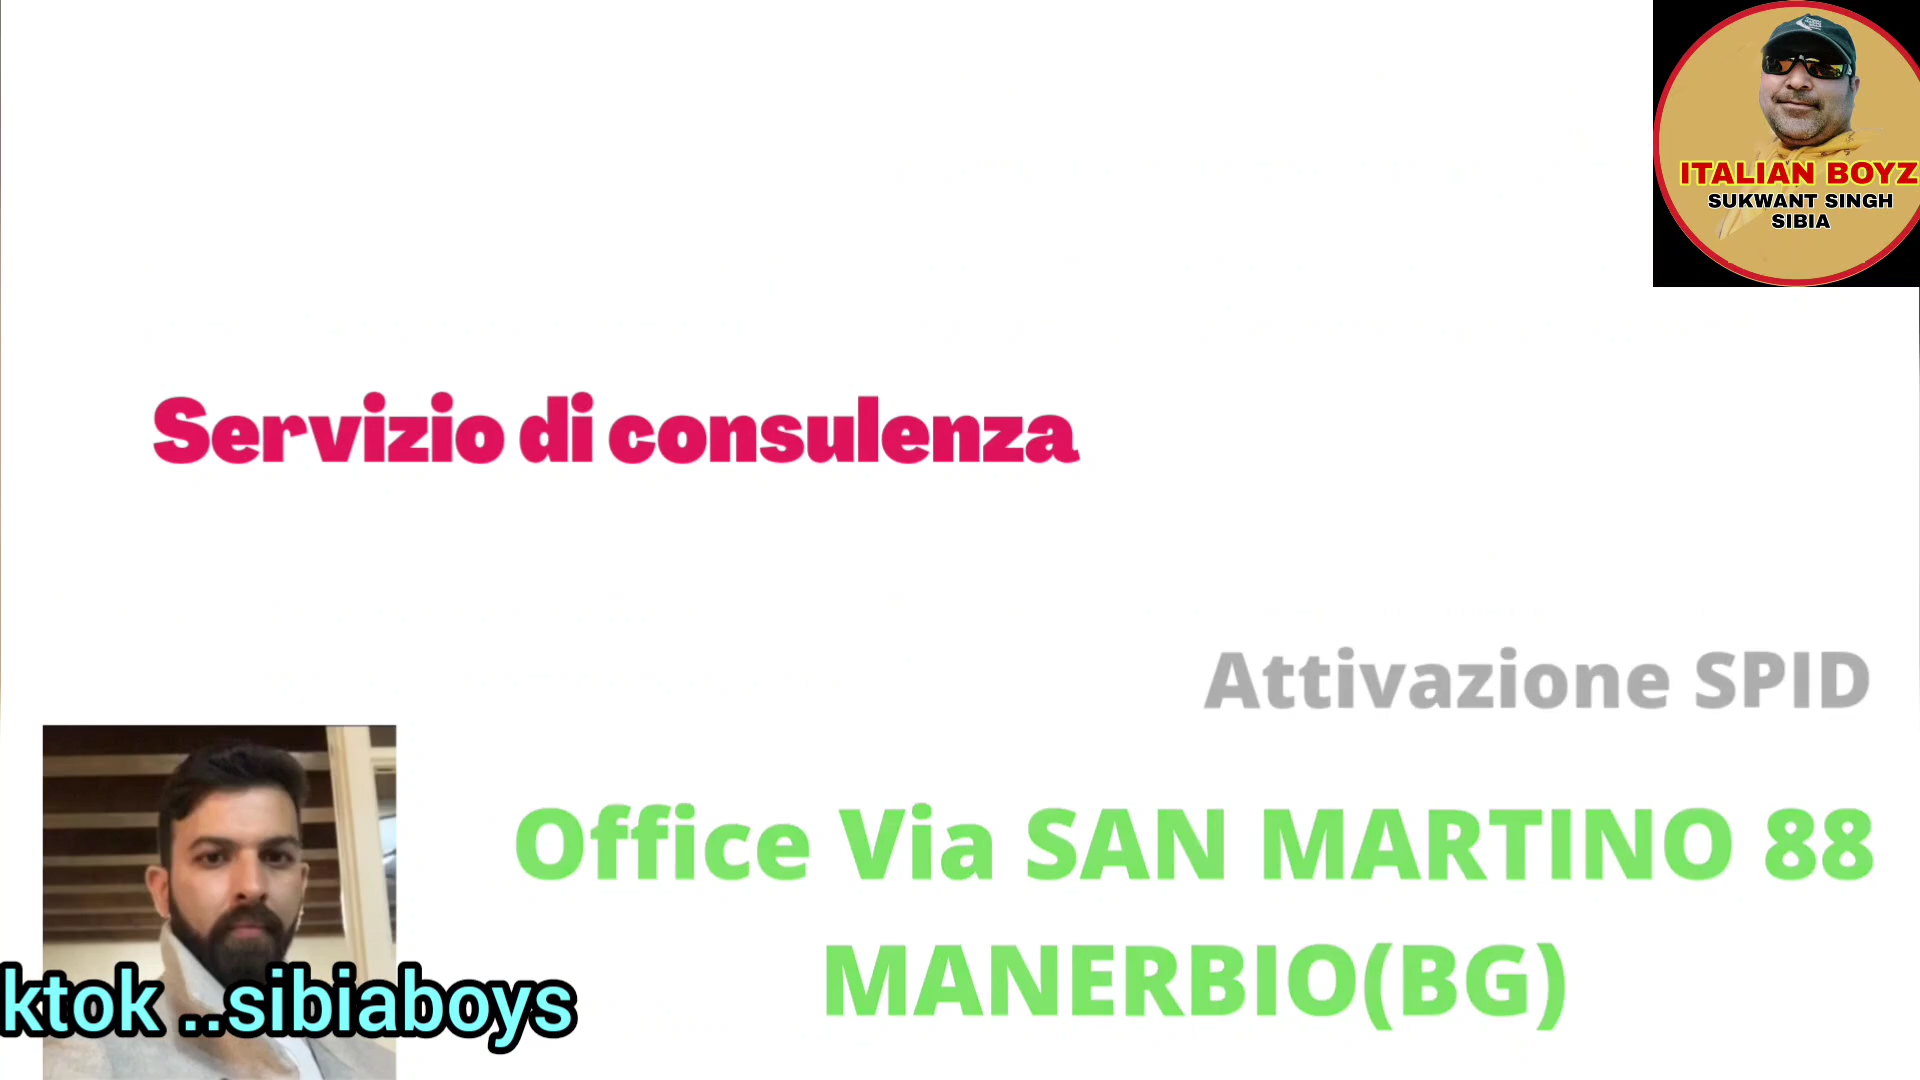 ITALIAN BOYZ
SUKWANT SINGH
SIBIA
Servizio di consulenza
Attivazione SPID
Office Via SAN MARTINO 88
MANERBIO(BG)
ktok ..sibiaboys